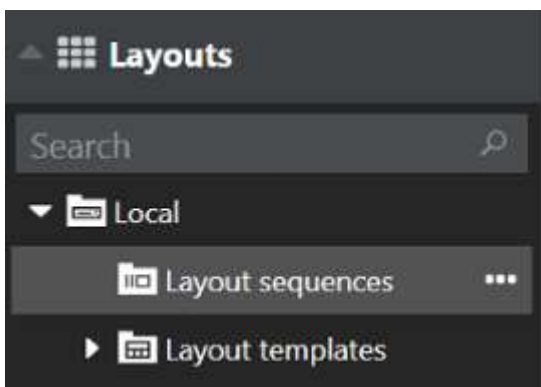 Layouts
Search
Local
Layout sequences
Layout templates